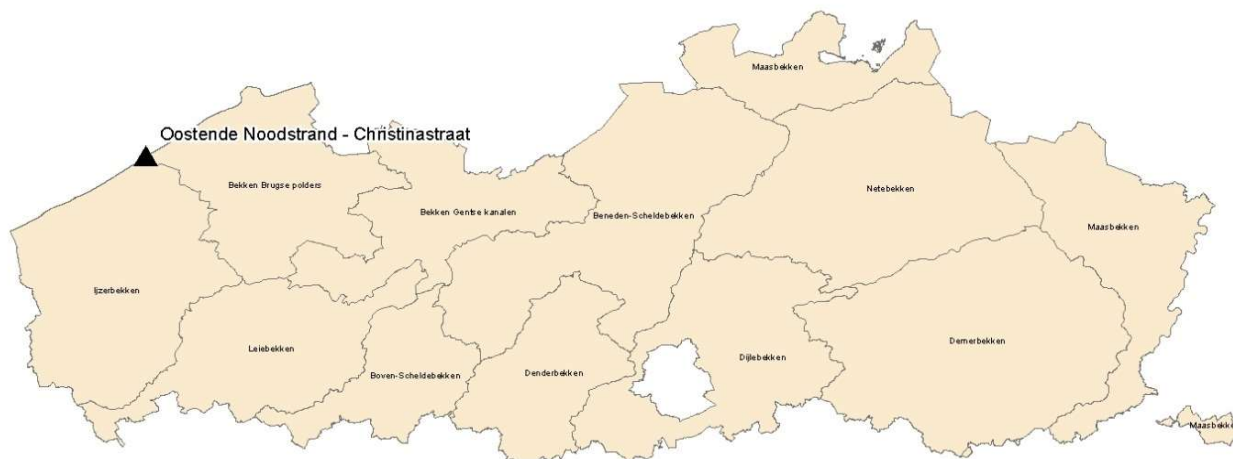 Maasbekken
Oostende Noodstrand - Christinastraat
Bekken Brugse polders
Netebekken
Bekken Gentse kanalen
Beneden-Scheldebekken
Maasbekken
Ijzerbekken
Leiebekken
Demerbekken
Dijlebekken
Boven-Scheldebekken
Denderbekken
Maasbekken